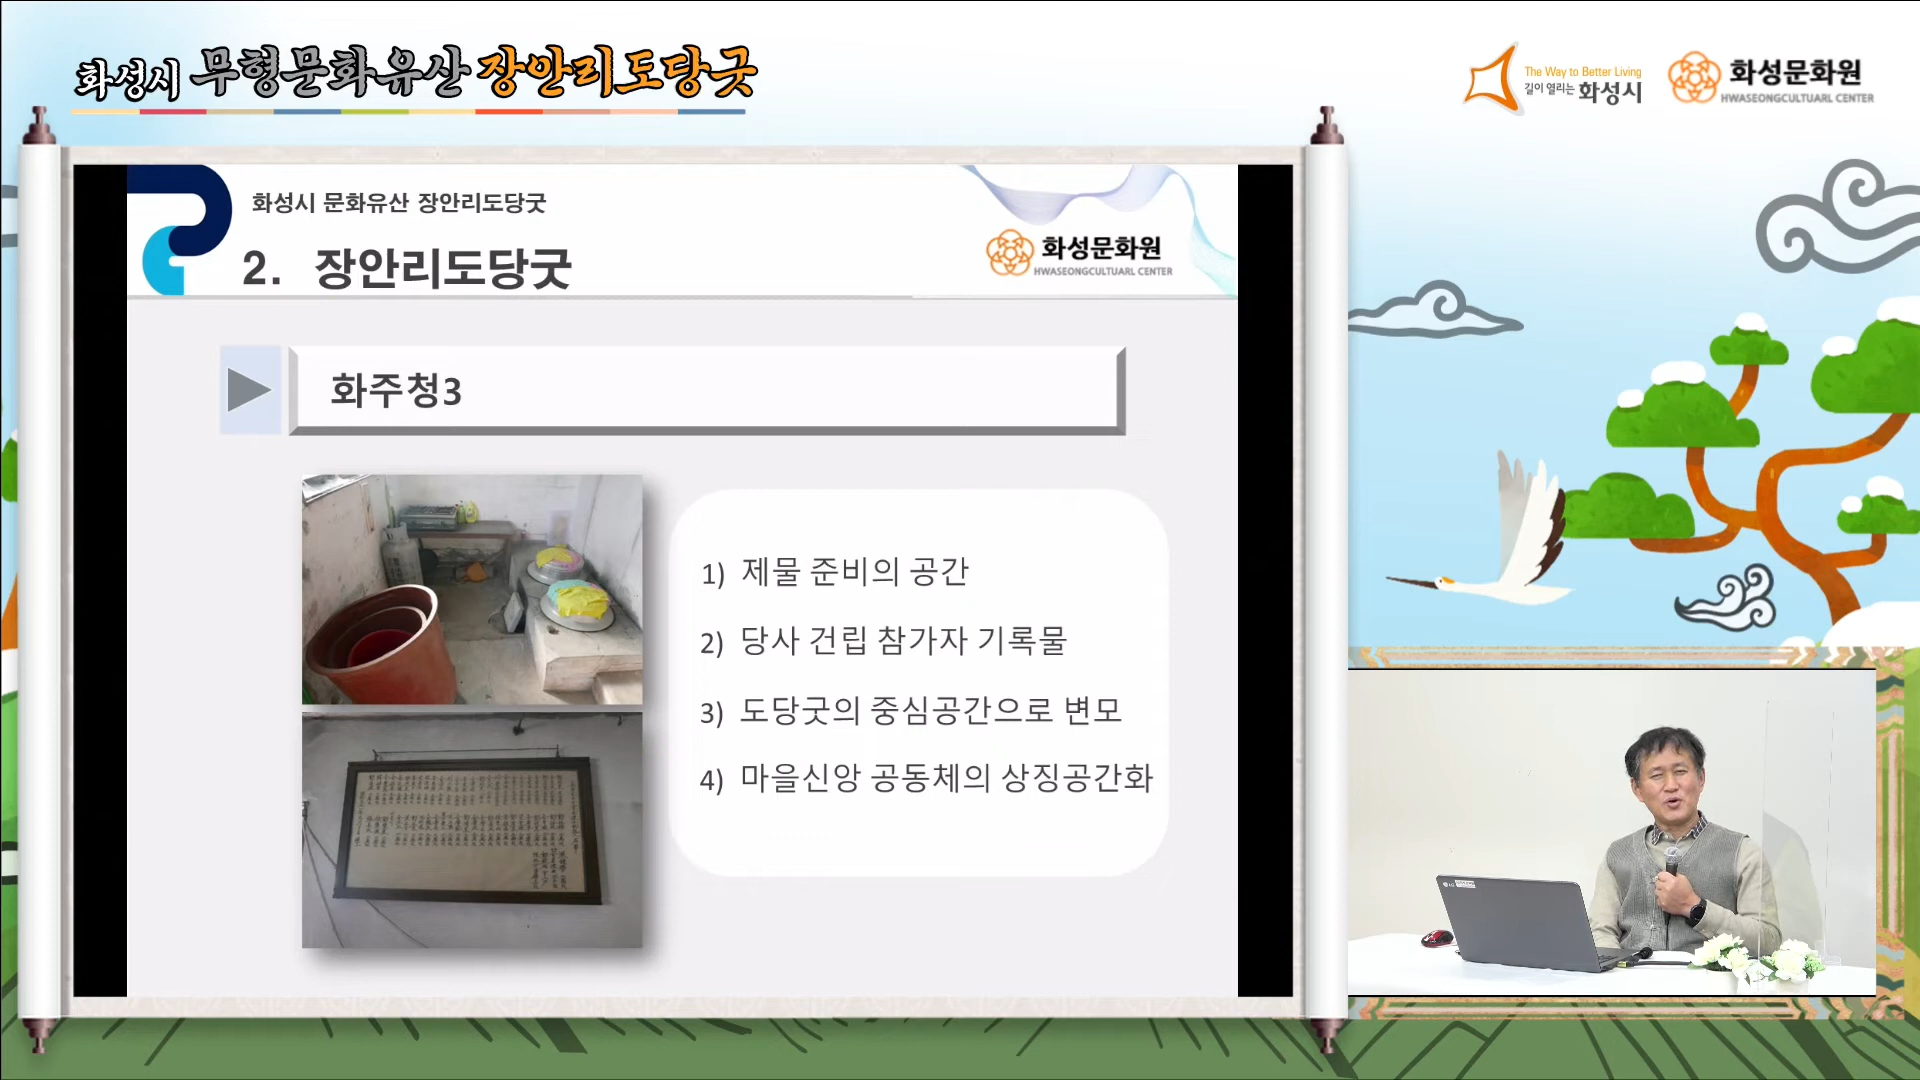 화성시 무형문화유산 장안리도당굿
The Way to Better Living
길이 열리는 화성시
화성문화원
HWASEONGCULTUARL CENTER
화성시 문화유산 장안리도당굿
2. 장안리도당굿
화성문화원
HWASEONGCULTUARL CENTER
화주청3
1) 제물 준비의 공간
2) 당사 건립 참가자 기록물
3) 도당굿의 중심공간으로 변모
4) 마을신앙 공동체의 상징공간화